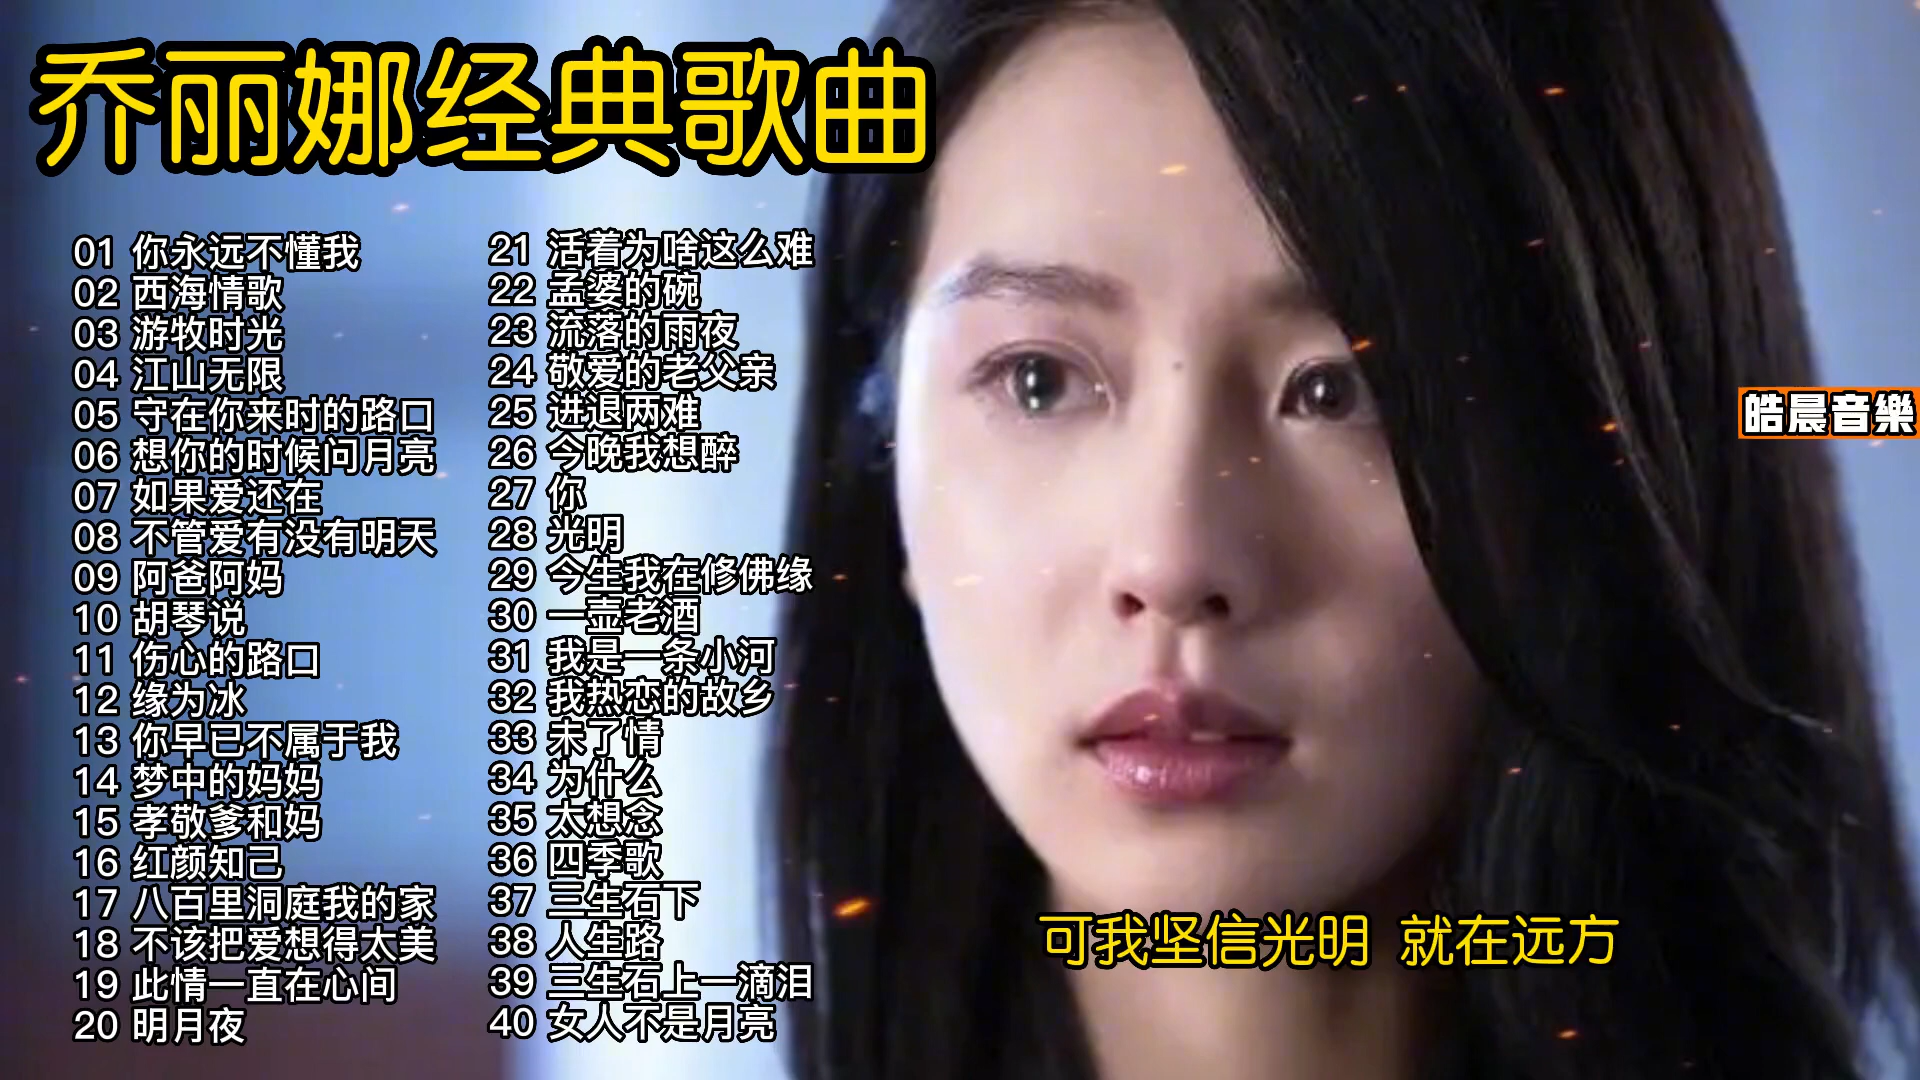 乔丽娜经典歌曲
01 你永远不懂我
02 西海情歌
03 游牧时光
04 江山无限
05 守在你来时的路口
06 想你的时候问月亮
07 如果爱还在
08 不管爱有没有明天
09 阿爸阿妈
10 胡琴说
11 伤心的路口
12 缘为冰
13 你早已不属于我
14 梦中的妈妈
15 孝敬爹和妈
16 红颜知己
17 八百里洞庭我的家
18 不该把爱想得太美
19 此情一直在心间
20 明月夜
21 活着为啥这么难
22 孟婆的碗
23 流落的雨夜
24 敬爱的老父亲
25 进退两难
26 今晚我想醉
27 你
28 光明
29 今生我在修佛缘
30 一壶老酒
31 我是一条小河
32 我热恋的故乡
33 未了情
34 为什么
35 太想念
36 四季歌
37 三生石下
38 人生路
39 三生石上一滴泪
40 女人不是月亮
皓晨音樂
可我坚信光明 就在远方